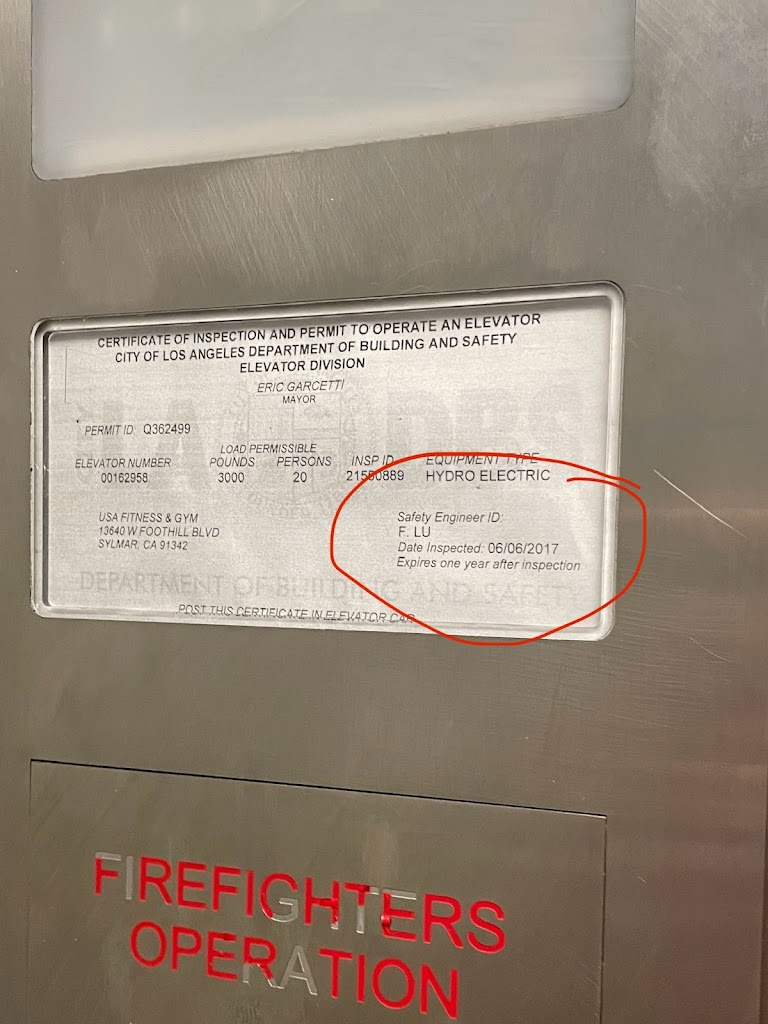 CERTIFICATE OF INSPECTION AND PERMIT TO OPERATE AN ELEVATOR
CITY OF LOS ANGELES DEPARTMENT OF BUILDING AND SAFETY
ELEVATOR DIVISION
ERIC GARCETTI
MAYOR
PERMIT ID: Q362499
LOAD PERMISSIBLE
ELEVATOR NUMBER POUNDS PERSONS INSP ID EQUIPMENT TYPE
00162958 3000 20 21550889 HYDRO ELECTRIC
USA FITNESS & GYM
13640 W FOOTHILL BLVD
SYLMAR, CA 91342
Safety Engineer ID:
F. LU
Date Inspected: 06/06/2017
Expires one year after inspection
DEPARTMENT OF BUILDING AND SAFETY
POST THIS CERTIFICATE IN ELEVATOR CAR
FIREFIGHTERS
OPERATION